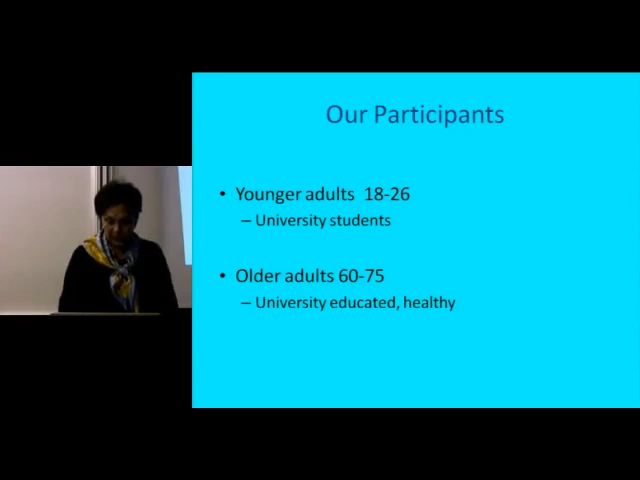 Our Participants
• Younger adults 18-26
– University students
• Older adults 60-75
– University educated, healthy